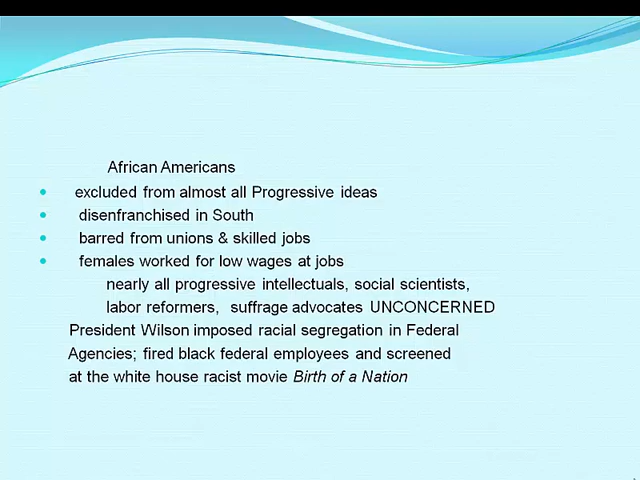 African Americans
excluded from almost all Progressive ideas
disenfranchised in South
barred from unions & skilled jobs
females worked for low wages at jobs
nearly all progressive intellectuals, social scientists,
labor reformers, suffrage advocates UNCONCERNED
President Wilson imposed racial segregation in Federal
Agencies; fired black federal employees and screened
at the white house racist movie Birth of a Nation